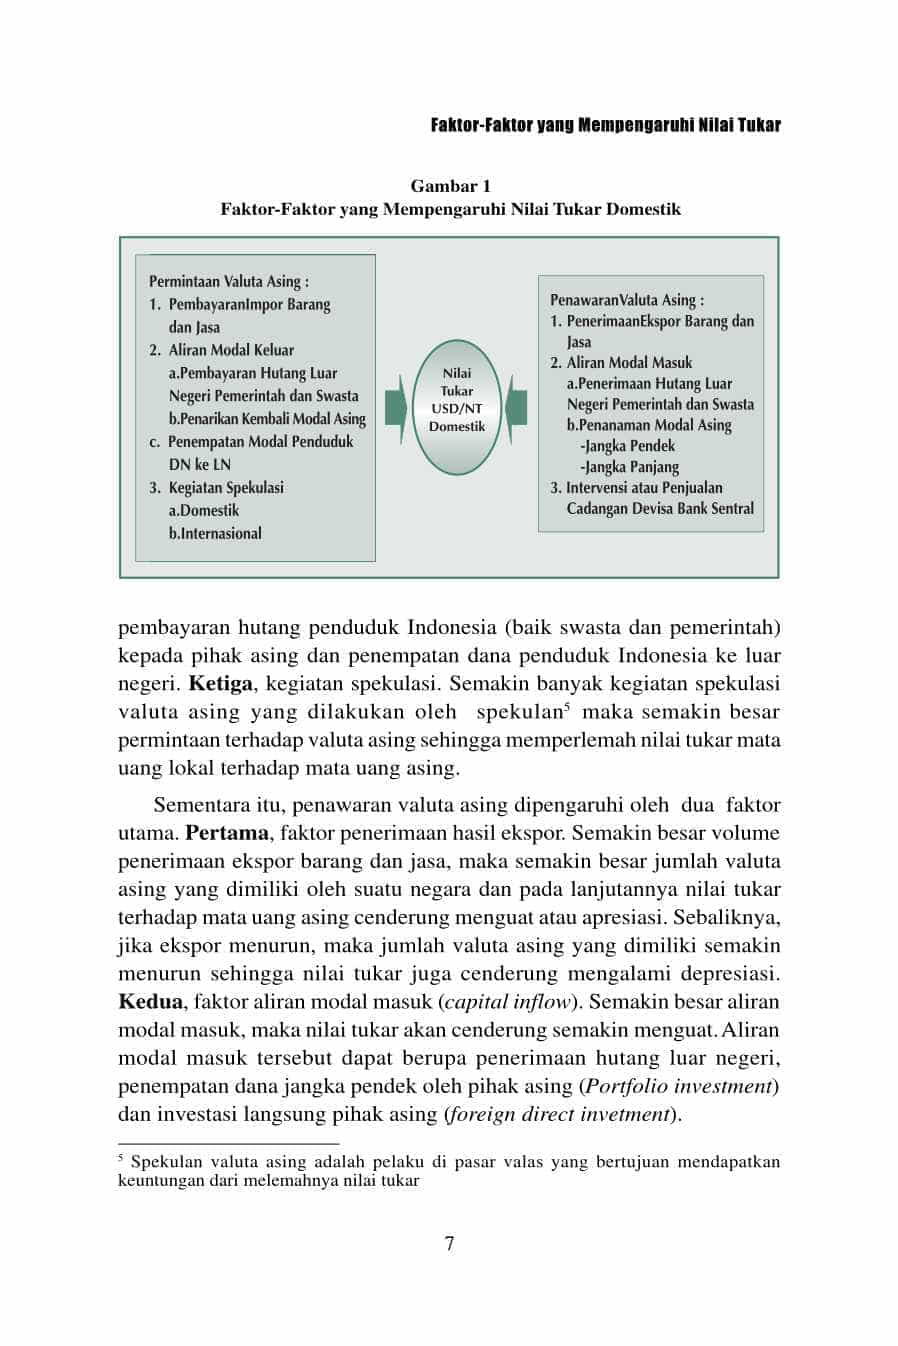 Faktor-Faktor yang Mempengaruhi Nilai Tukar
Gambar 1
Faktor-Faktor yang Mempengaruhi Nilai Tukar Domestik
Permintaan Valuta Asing :
1. PembayaranImpor Barang
dan Jasa
2. Aliran Modal Keluar
a.Pembayaran Hutang Luar
Negeri Pemerintah dan Swasta
b.Penarikan Kembali Modal Asing
c. Penempatan Modal Penduduk
DN ke LN
3. Kegiatan Spekulasi
a.Domestik
b.Internasional
Nilai
Tukar
USD/NT
Domestik
PenawaranValuta Asing :
1. PenerimaanEkspor Barang dan
Jasa
2. Aliran Modal Masuk
a.Penerimaan Hutang Luar
Negeri Pemerintah dan Swasta
b.Penanaman Modal Asing
-Jangka Pendek
-Jangka Panjang
3. Intervensi atau Penjualan
Cadangan Devisa Bank Sentral
pembayaran hutang penduduk Indonesia (baik swasta dan pemerintah)
kepada pihak asing dan penempatan dana penduduk Indonesia ke luar
negeri. Ketiga, kegiatan spekulasi. Semakin banyak kegiatan spekulasi
valuta asing yang dilakukan oleh spekulan⁵ maka semakin besar
permintaan terhadap valuta asing sehingga memperlemah nilai tukar mata
uang lokal terhadap mata uang asing.
Sementara itu, penawaran valuta asing dipengaruhi oleh dua faktor
utama. Pertama, faktor penerimaan hasil ekspor. Semakin besar volume
penerimaan ekspor barang dan jasa, maka semakin besar jumlah valuta
asing yang dimiliki oleh suatu negara dan pada lanjutannya nilai tukar
terhadap mata uang asing cenderung menguat atau apresiasi. Sebaliknya,
jika ekspor menurun, maka jumlah valuta asing yang dimiliki semakin
menurun sehingga nilai tukar juga cenderung mengalami depresiasi.
Kedua, faktor aliran modal masuk (capital inflow). Semakin besar aliran
modal masuk, maka nilai tukar akan cenderung semakin menguat. Aliran
modal masuk tersebut dapat berupa penerimaan hutang luar negeri,
penempatan dana jangka pendek oleh pihak asing (Portfolio investment)
dan investasi langsung pihak asing (foreign direct invetment).
⁵ Spekulan valuta asing adalah pelaku di pasar valas yang bertujuan mendapatkan
keuntungan dari melemahnya nilai tukar
7